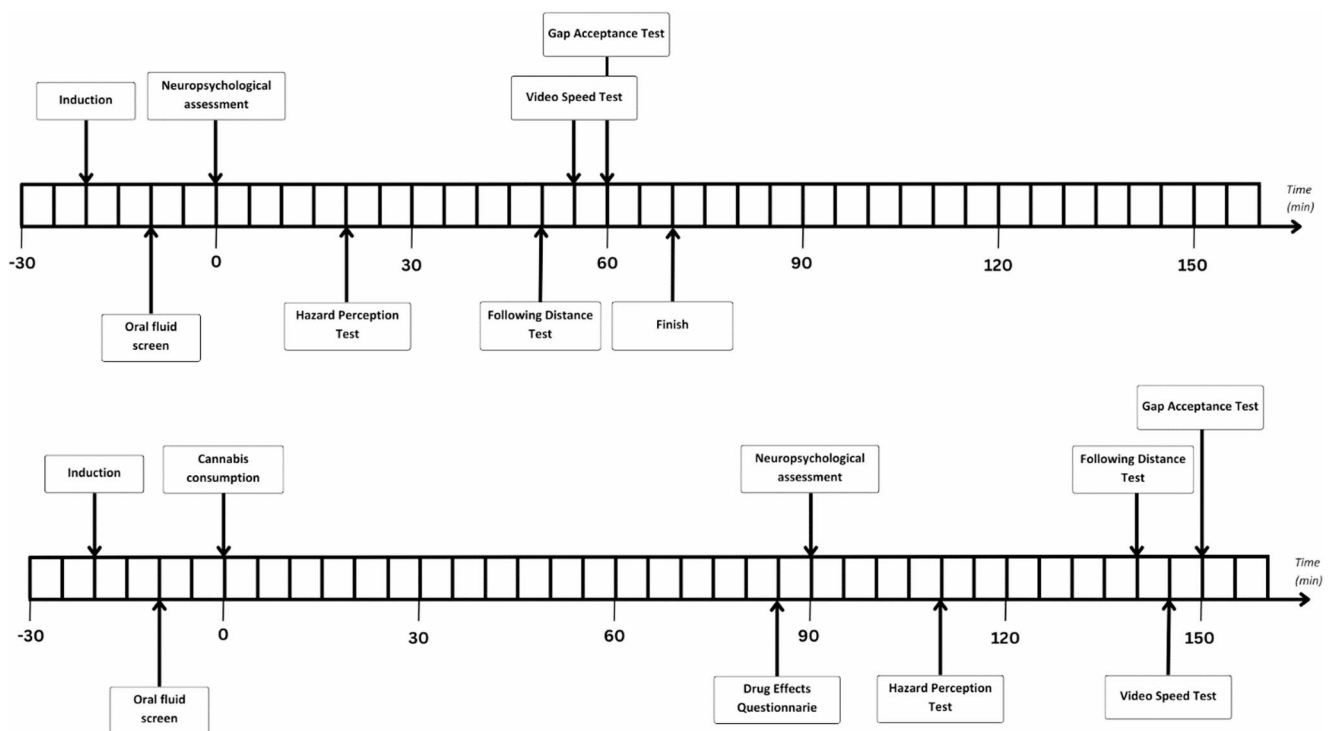 Gap Acceptance Test
Induction
Neuropsychological
assessment
Video Speed Test
Time
(min)
-30
0
30
60
90
120
150
Oral fluid
screen
Hazard Perception
Test
Following Distance
Test
Finish
Gap Acceptance Test
Induction
Cannabis
consumption
Neuropsychological
assessment
Following Distance
Test
Time
(min)
-30
0
30
60
90
120
150
Oral fluid
screen
Drug Effects
Questionnarie
Hazard Perception
Test
Video Speed Test